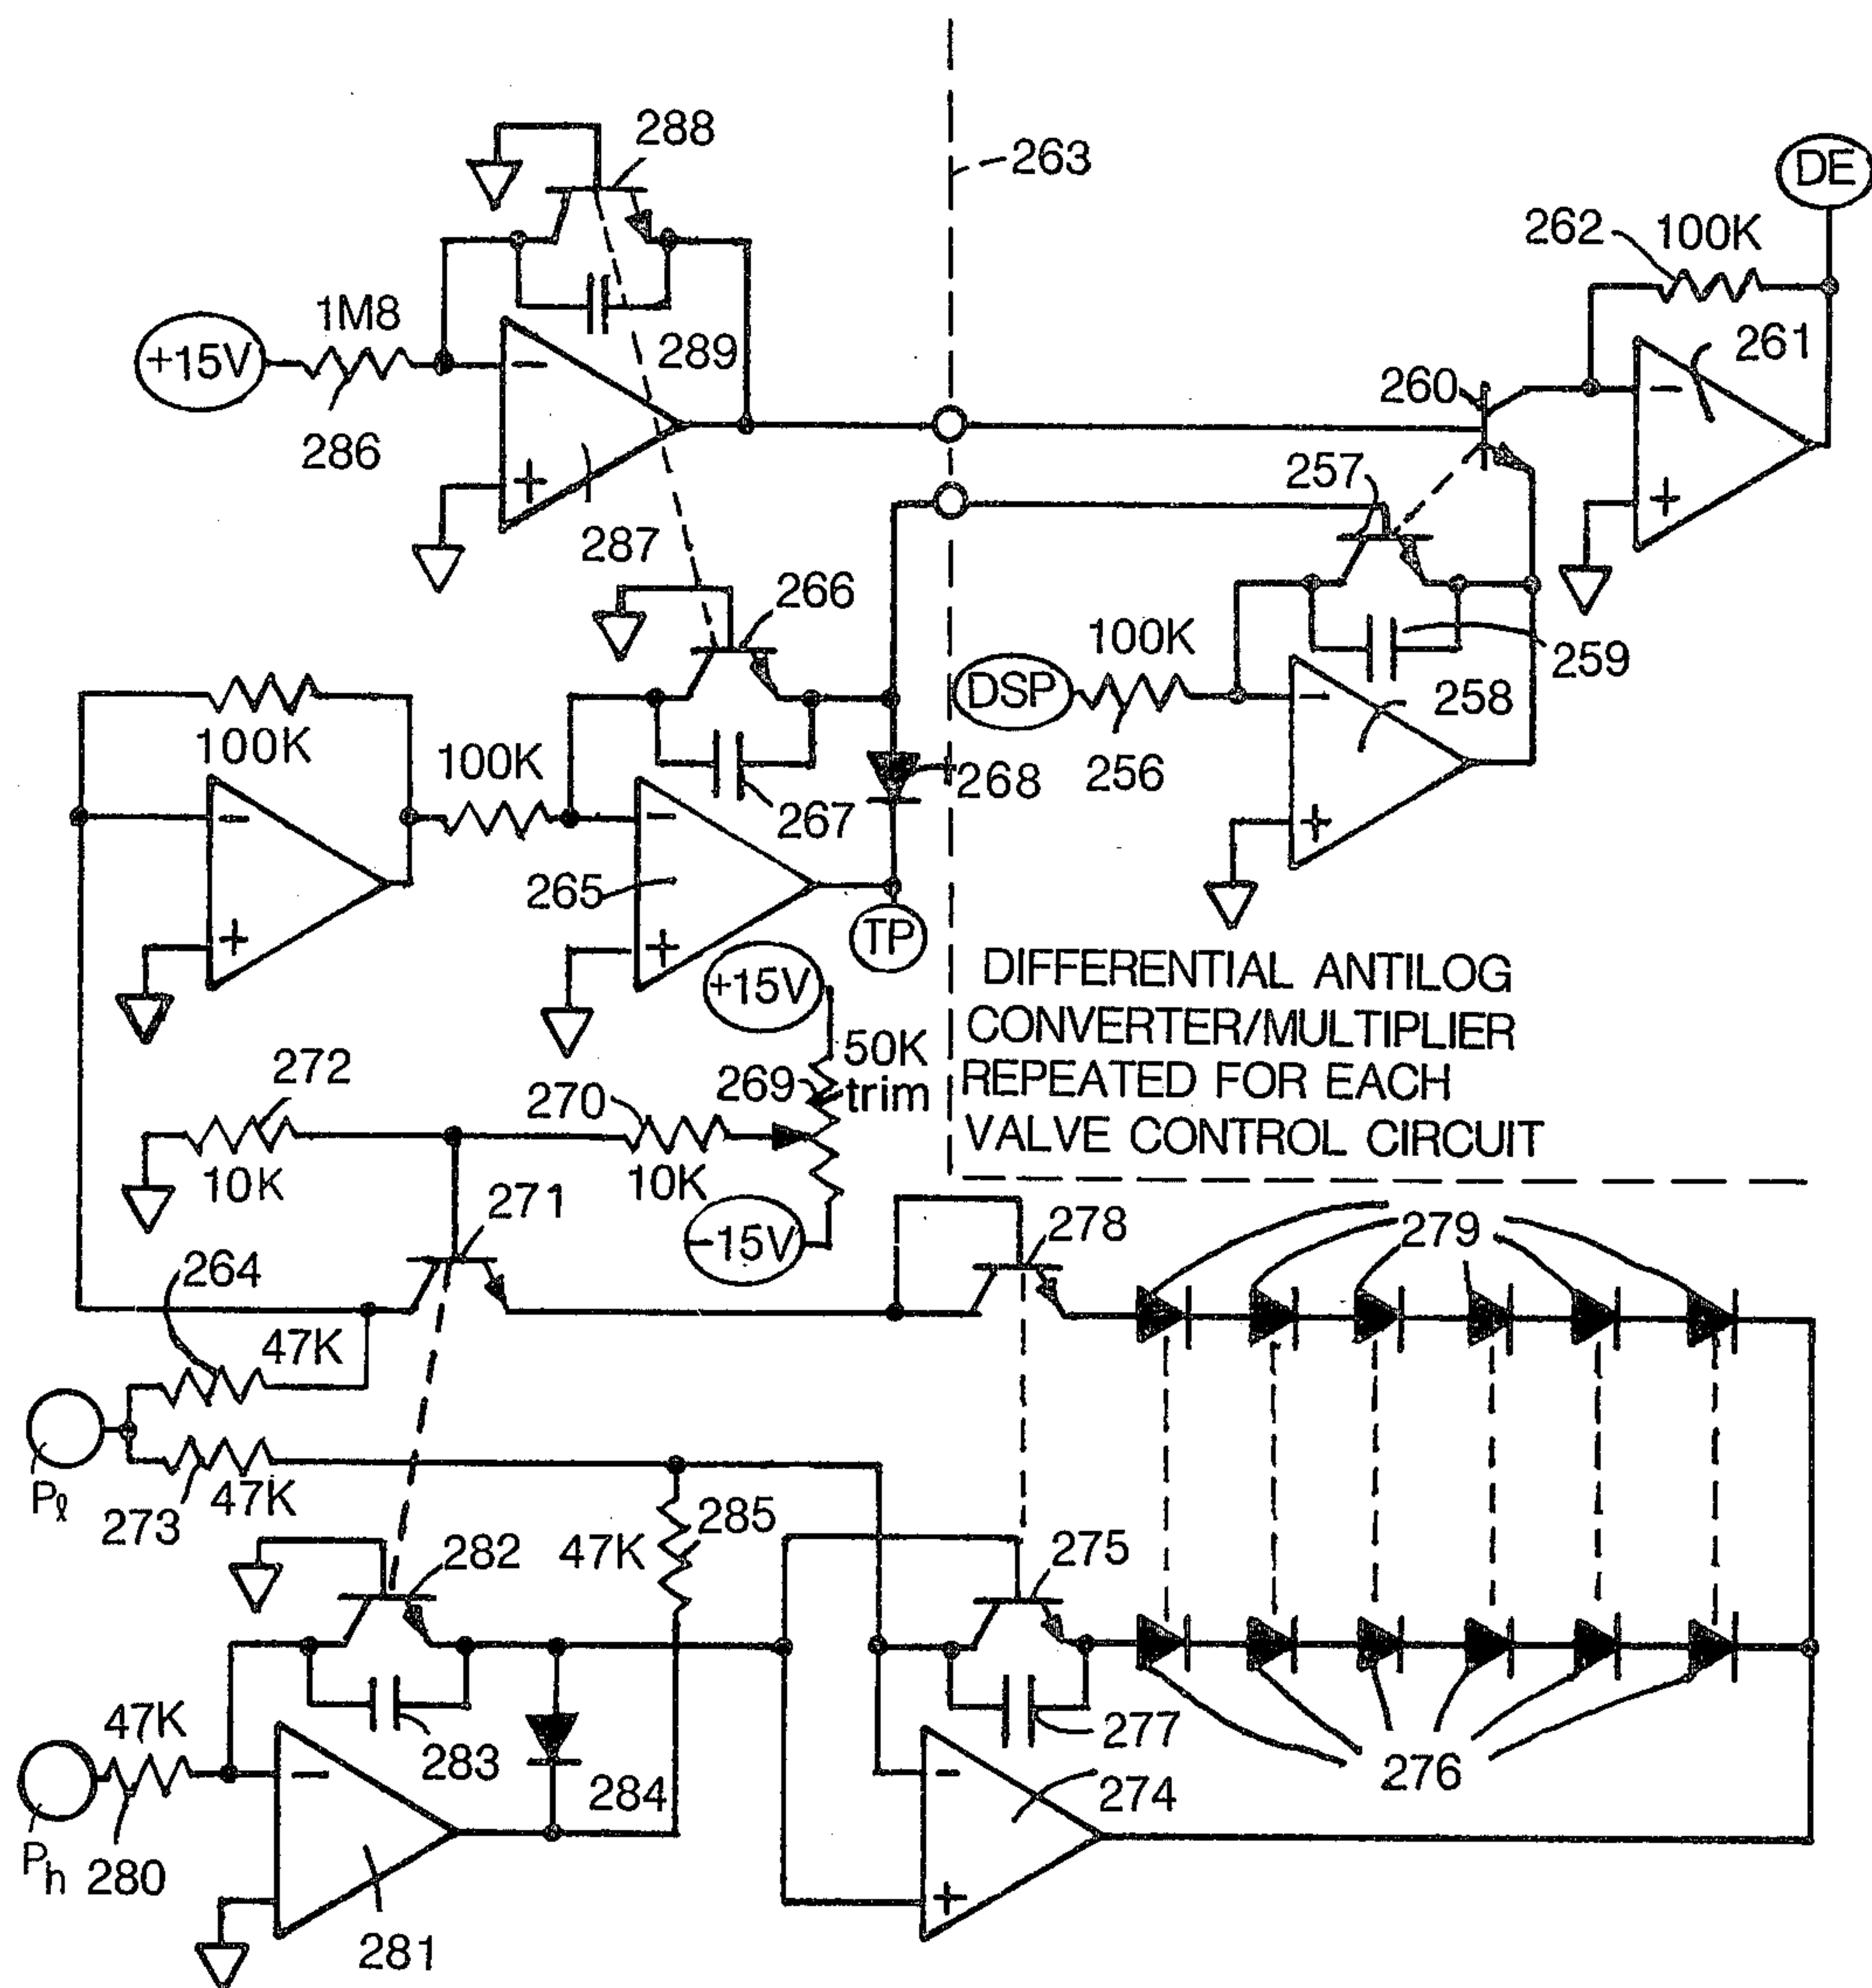 288
263
DE
262 100K
1M8
+15V
289
−
261
−
260
286
+
257
+
287
266
100K
259
DSP
−
258
100K
100K
268
256
−
−
267
265
+
+
+
TP
+15V
DIFFERENTIAL ANTILOG
CONVERTER/MULTIPLIER
REPEATED FOR EACH
VALVE CONTROL CIRCUIT
50K
trim
272
269
270
10K
10K
271
−15V
278
279
264
47K
Pℓ
47K
273
285
282
47K
275
47K
283
277
−
284
−
276
274
Ph
280
+
281